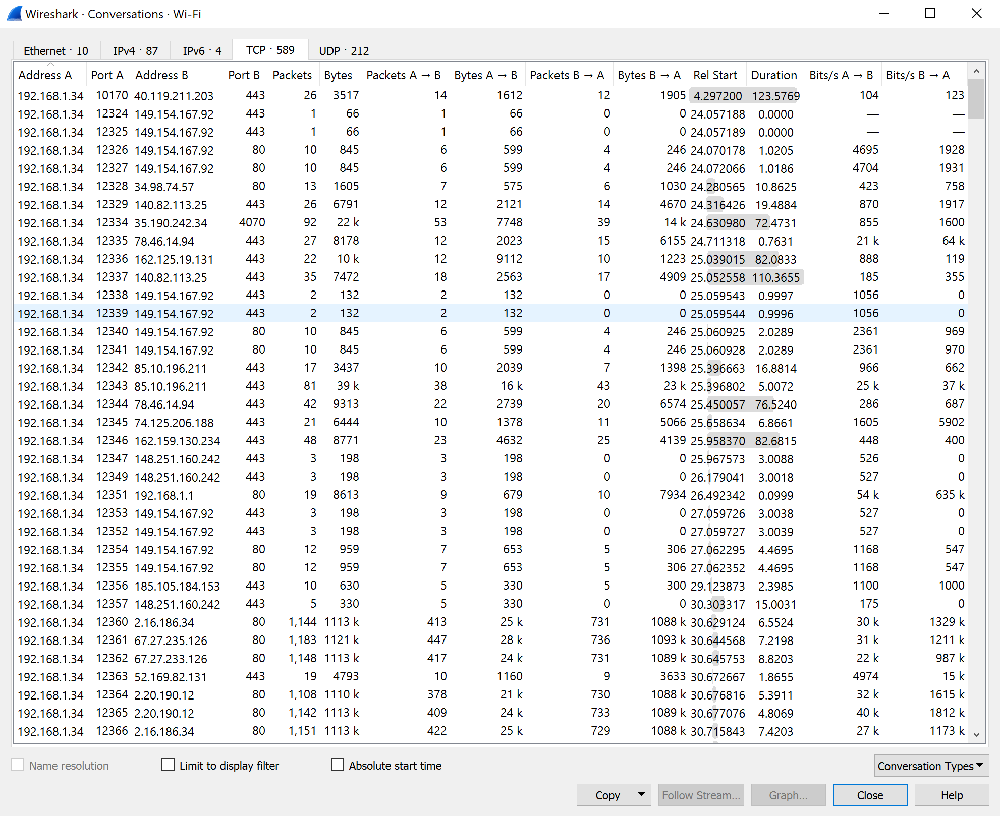 Wireshark · Conversations · Wi-Fi
Ethernet · 10 IPv4 · 87 IPv6 · 4 TCP · 589 UDP · 212
Address A Port A Address B Port B Packets Bytes Packets A → B Bytes A → B Packets B → A Bytes B → A Rel Start Duration Bits/s A → B Bits/s B → A
192.168.1.34 10170 40.119.211.203 443 26 3517 14 1612 12 1905 4.297200 123.5769 104 123
192.168.1.34 12324 149.154.167.92 443 1 66 1 66 0 0 24.057188 0.0000 — —
192.168.1.34 12325 149.154.167.92 443 1 66 1 66 0 0 24.057189 0.0000 — —
192.168.1.34 12326 149.154.167.92 80 10 845 6 599 4 246 24.070178 1.0205 4695 1928
192.168.1.34 12327 149.154.167.92 80 10 845 6 599 4 246 24.072066 1.0186 4704 1931
192.168.1.34 12328 34.98.74.57 80 13 1605 7 575 6 1030 24.280565 10.8625 423 758
192.168.1.34 12329 140.82.113.25 443 26 6791 12 2121 14 4670 24.316426 19.4884 870 1917
192.168.1.34 12334 35.190.242.34 4070 92 22 k 53 7748 39 14 k 24.630980 72.4731 855 1600
192.168.1.34 12335 78.46.14.94 443 27 8178 12 2023 15 6155 24.711318 0.7631 21 k 64 k
192.168.1.34 12336 162.125.19.131 443 22 10 k 12 9112 10 1223 25.039015 82.0833 888 119
192.168.1.34 12337 140.82.113.25 443 35 7472 18 2563 17 4909 25.052558 110.3655 185 355
192.168.1.34 12338 149.154.167.92 443 2 132 2 132 0 0 25.059543 0.9997 1056 0
192.168.1.34 12339 149.154.167.92 443 2 132 2 132 0 0 25.059544 0.9996 1056 0
192.168.1.34 12340 149.154.167.92 80 10 845 6 599 4 246 25.060925 2.0289 2361 969
192.168.1.34 12341 149.154.167.92 80 10 845 6 599 4 246 25.060928 2.0289 2361 970
192.168.1.34 12342 85.10.196.211 443 17 3437 10 2039 7 1398 25.396663 16.8814 966 662
192.168.1.34 12343 85.10.196.211 443 81 39 k 38 16 k 43 23 k 25.396802 5.0072 25 k 37 k
192.168.1.34 12344 78.46.14.94 443 42 9313 22 2739 20 6574 25.450057 76.5240 286 687
192.168.1.34 12345 74.125.206.188 443 21 6444 10 1378 11 5066 25.658634 6.8661 1605 5902
192.168.1.34 12346 162.159.130.234 443 48 8771 23 4632 25 4139 25.958370 82.6815 448 400
192.168.1.34 12347 148.251.160.242 443 3 198 3 198 0 0 25.967573 3.0088 526 0
192.168.1.34 12349 148.251.160.242 443 3 198 3 198 0 0 26.179041 3.0018 527 0
192.168.1.34 12351 192.168.1.1 80 19 8613 9 679 10 7934 26.492342 0.0999 54 k 635 k
192.168.1.34 12353 149.154.167.92 443 3 198 3 198 0 0 27.059726 3.0038 527 0
192.168.1.34 12352 149.154.167.92 443 3 198 3 198 0 0 27.059727 3.0039 527 0
192.168.1.34 12354 149.154.167.92 80 12 959 7 653 5 306 27.062295 4.4695 1168 547
192.168.1.34 12355 149.154.167.92 80 12 959 7 653 5 306 27.062352 4.4695 1168 547
192.168.1.34 12356 185.105.184.153 443 10 630 5 330 5 300 29.123873 2.3985 1100 1000
192.168.1.34 12357 148.251.160.242 443 5 330 5 330 0 0 30.303317 15.0031 175 0
192.168.1.34 12360 2.16.186.34 80 1,144 1113 k 413 25 k 731 1088 k 30.629124 6.5524 30 k 1329 k
192.168.1.34 12361 67.27.235.126 80 1,183 1121 k 447 28 k 736 1093 k 30.644568 7.2198 31 k 1211 k
192.168.1.34 12362 67.27.233.126 80 1,148 1113 k 417 24 k 731 1089 k 30.645753 8.8203 22 k 987 k
192.168.1.34 12363 52.169.82.131 443 19 4793 10 1160 9 3633 30.672667 1.8655 4974 15 k
192.168.1.34 12364 2.20.190.12 80 1,108 1110 k 378 21 k 730 1088 k 30.676816 5.3911 32 k 1615 k
192.168.1.34 12365 2.20.190.12 80 1,142 1113 k 409 24 k 733 1089 k 30.677076 4.8069 40 k 1812 k
192.168.1.34 12366 2.16.186.34 80 1,151 1113 k 422 25 k 729 1088 k 30.715843 7.4203 27 k 1173 k
Name resolution Limit to display filter Absolute start time Conversation Types
Copy Follow Stream... Graph... Close Help